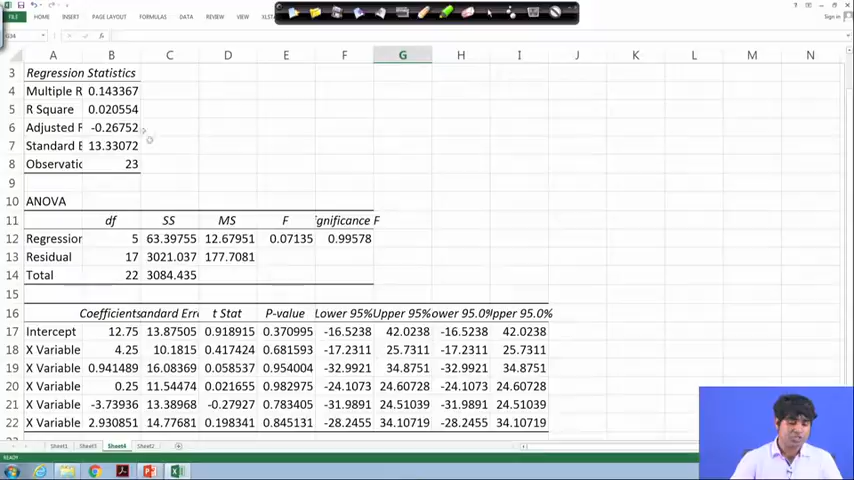 FILE HOME INSERT PAGE LAYOUT FORMULAS DATA REVIEW VIEW Sign in
G34
A B C D E F G H I J K L M N
3 Regression Statistics
4 Multiple R 0.143367
5 R Square 0.020554
6 Adjusted F -0.26752
7 Standard E 13.33072
8 Observatic 23
9
10 ANOVA
11 df SS MS F ignificance F
12 Regression 5 63.39755 12.67951 0.07135 0.99578
13 Residual 17 3021.037 177.7081
14 Total 22 3084.435
15
16 Coefficients andard Erro t Stat P-value Lower 95% Upper 95% ower 95.0% Ipper 95.0%
17 Intercept 12.75 13.87505 0.918915 0.370995 -16.5238 42.0238 -16.5238 42.0238
18 X Variable 4.25 10.1815 0.417424 0.681593 -17.2311 25.7311 -17.2311 25.7311
19 X Variable 0.941489 16.08369 0.058537 0.954004 -32.9921 34.8751 -32.9921 34.8751
20 X Variable 0.25 11.54474 0.021655 0.982975 -24.1073 24.60728 -24.1073 24.60728
21 X Variable -3.73936 13.38968 -0.27927 0.783405 -31.9891 24.51039 -31.9891 24.51039
22 X Variable 2.930851 14.77681 0.198341 0.845131 -28.2455 34.10719 -28.2455 34.10719
Sheet1 Sheet3 Sheet4 Sheet2
READY